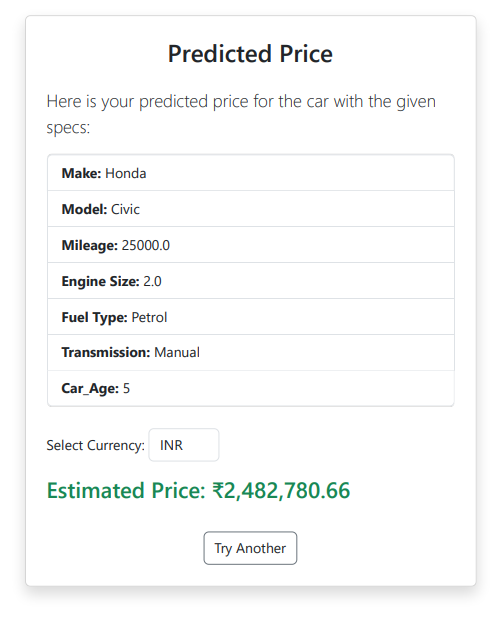 Predicted Price
Here is your predicted price for the car with the given
specs:
Make: Honda
Model: Civic
Mileage: 25000.0
Engine Size: 2.0
Fuel Type: Petrol
Transmission: Manual
Car_Age: 5
Select Currency: INR
Estimated Price: ₹2,482,780.66
Try Another